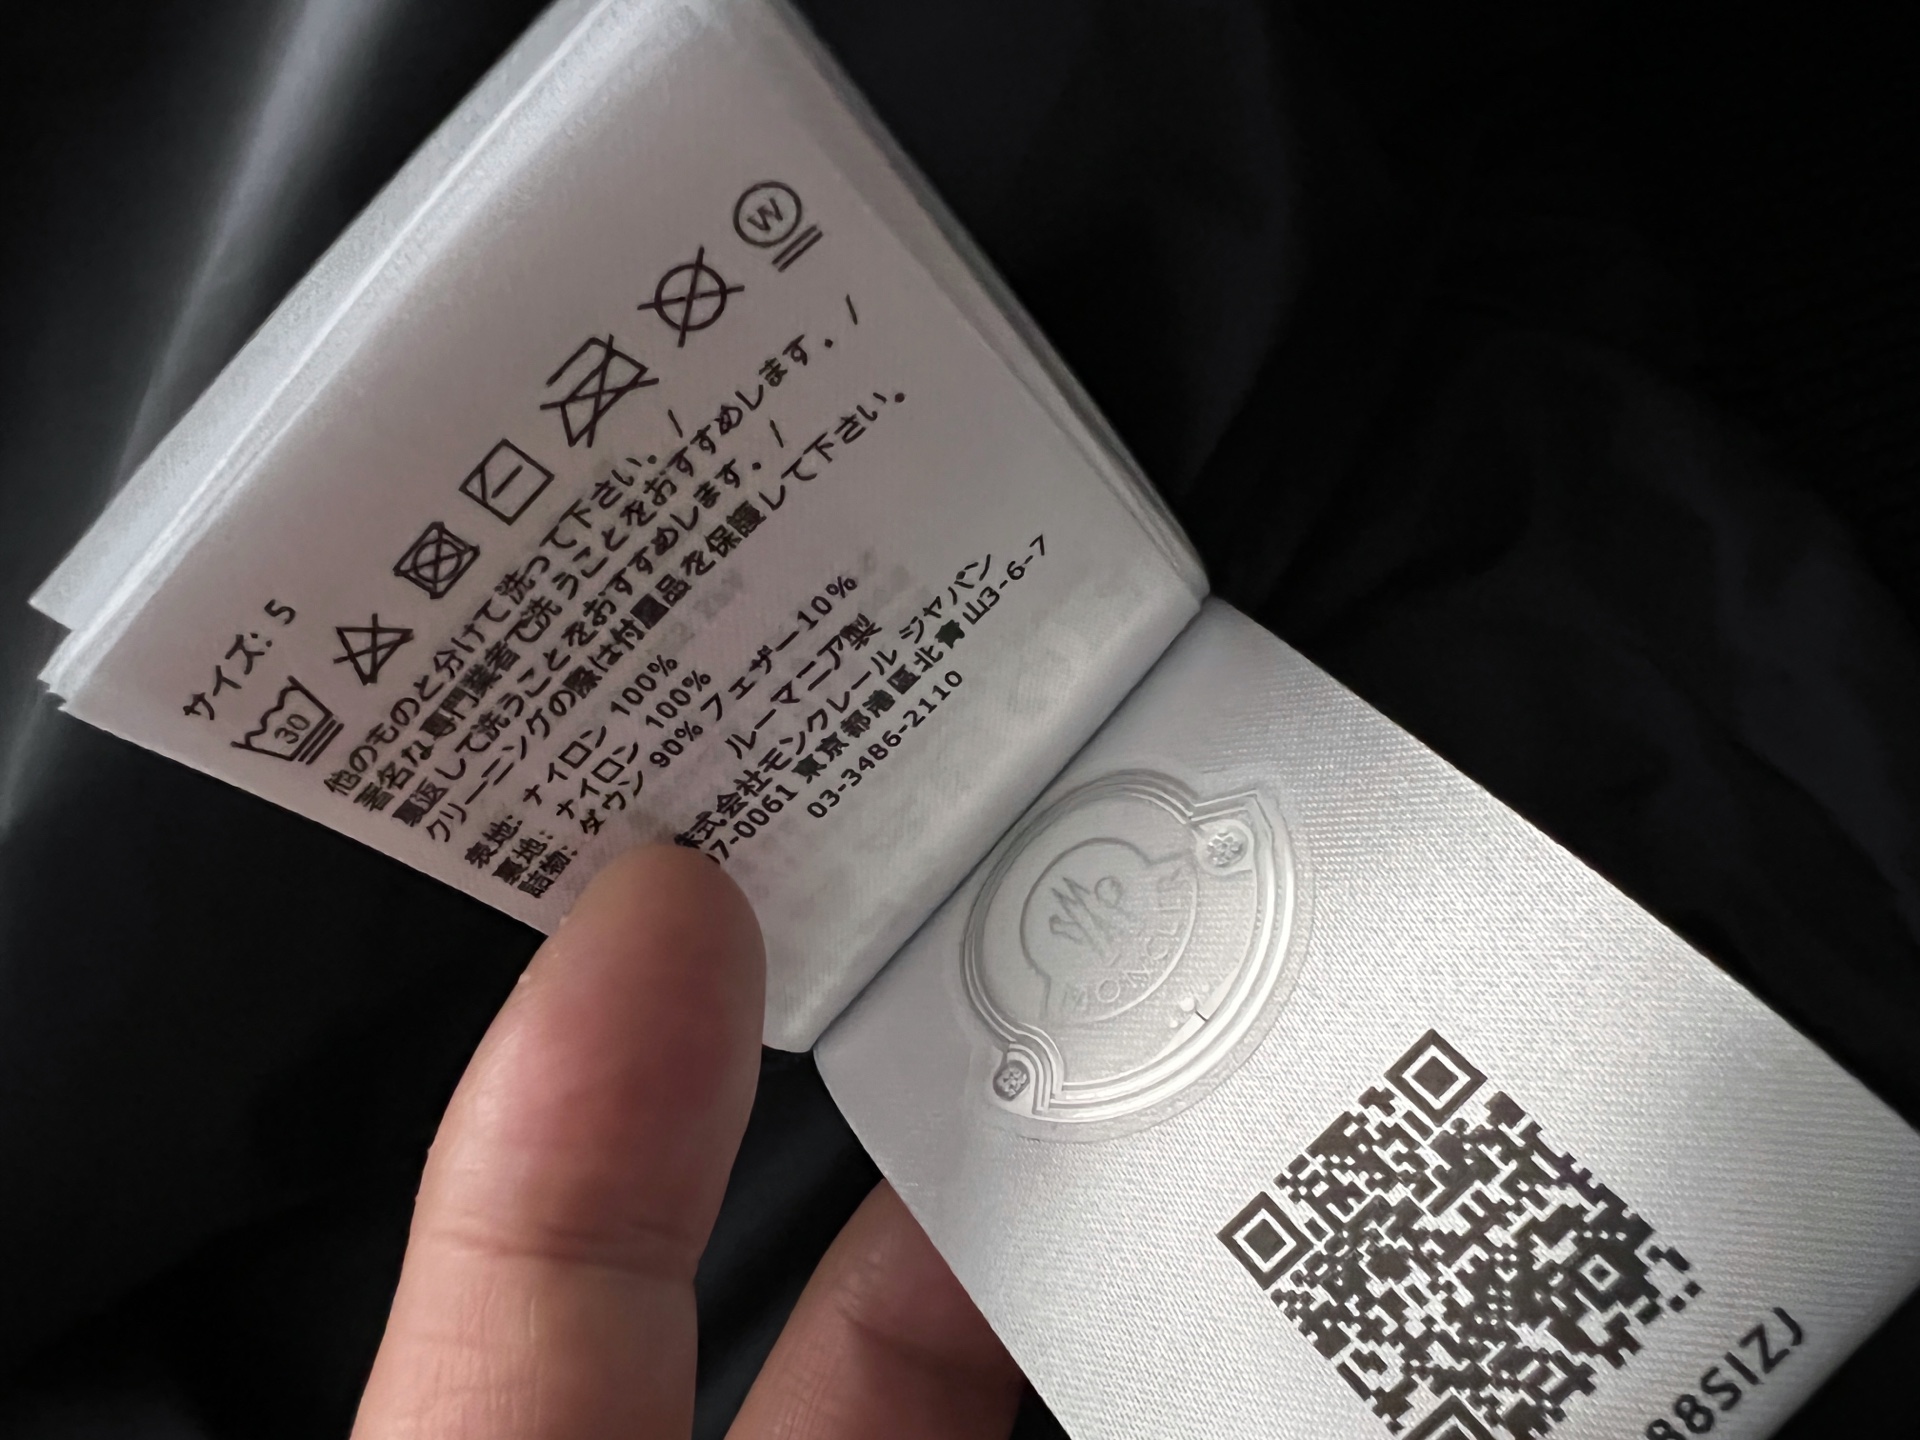 サイズ: 5
30
W
他のものと分けて洗って下さい。 /
著名な専門業者で洗うことをおすすめします. /
裏返して洗うことをおすすめします. /
クリーニングの際は付属品を保護して下さい。
表地: ナイロン 100%
裏地: ナイロン 100%
詰物: ダウン 90% フェザー10%
ルーマニア製
株式会社モンクレール ジャパン
7-0061 東京都港區北青山3-6-7
03-3486-2110
MONCLER
88SIZJ